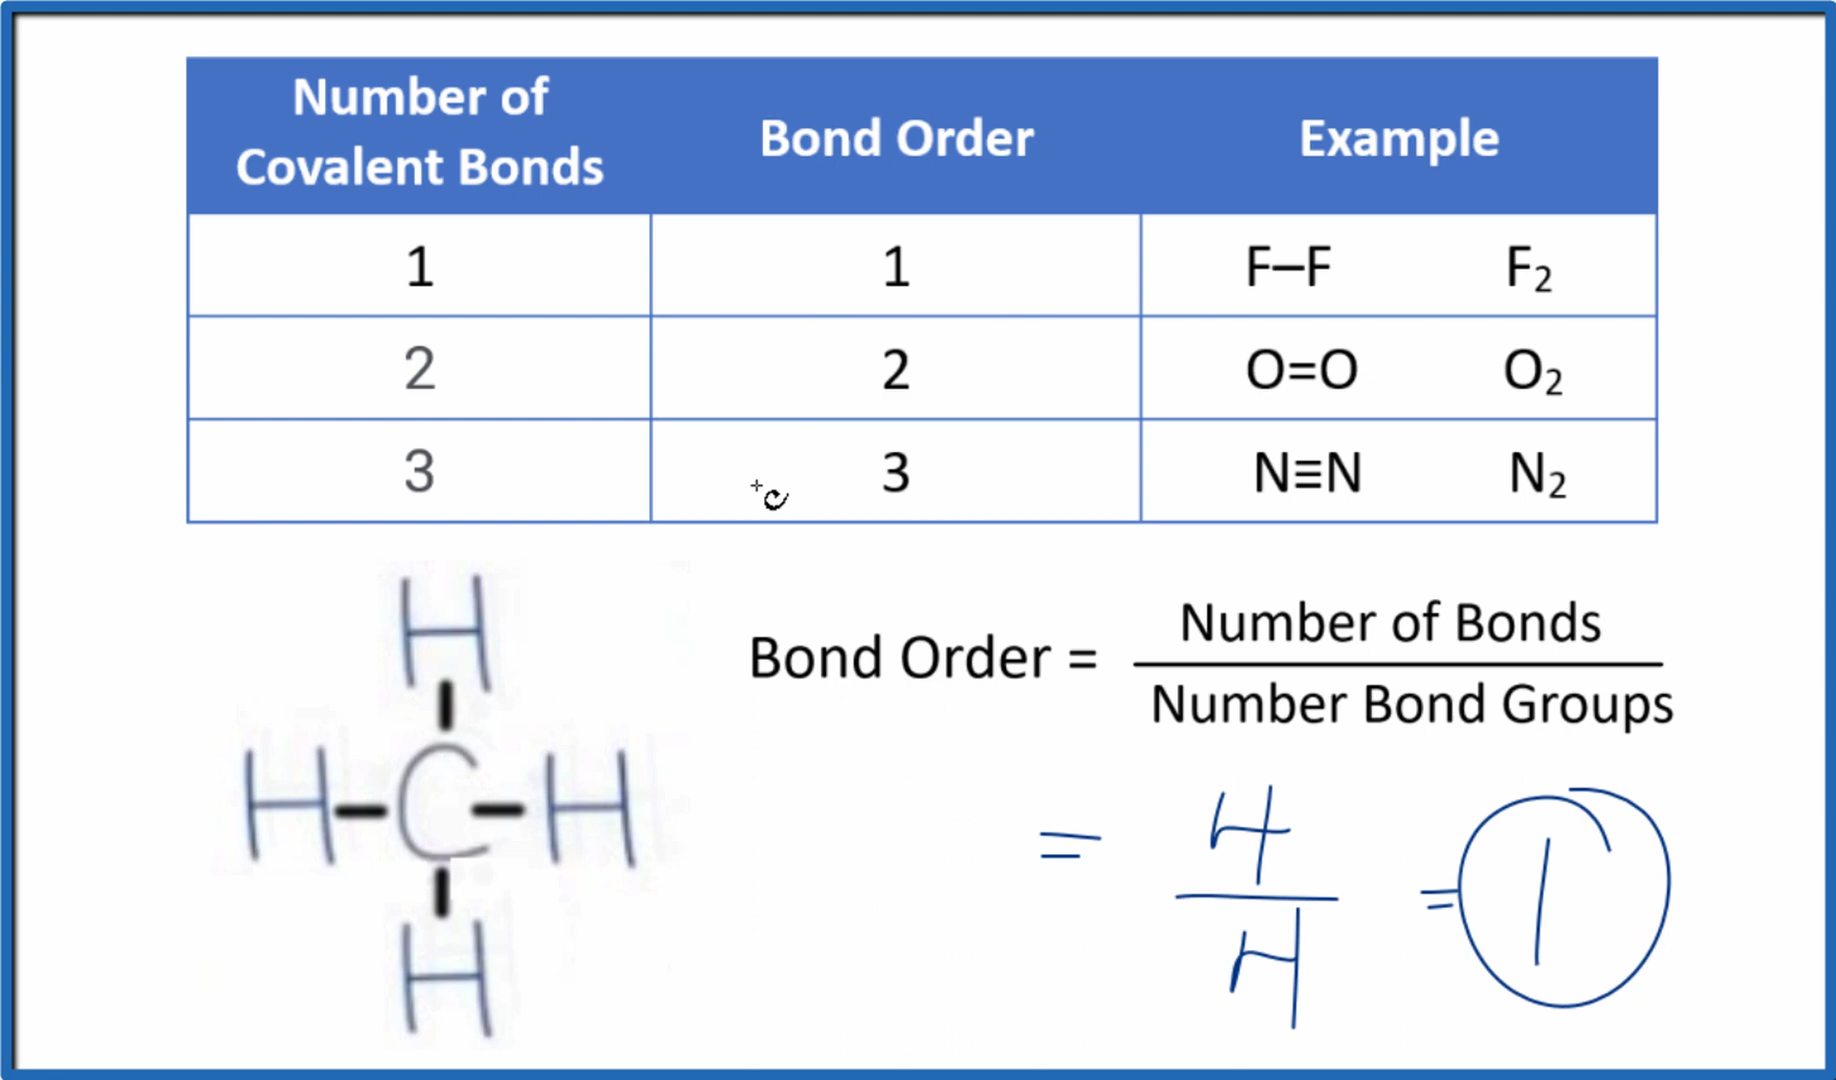 Number of Covalent Bonds Bond Order Example
1 1 F–F F₂
2 2 O=O O₂
3 3 N≡N N₂
H
H–C–H
H
Bond Order = Number of Bonds
Number Bond Groups
= 4
4
= 1